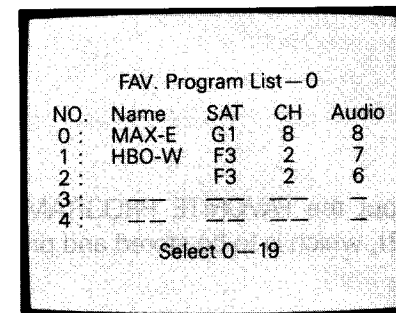 FAV. Program List—0
NO. Name SAT CH Audio
0 : MAX-E G1 8 8
1 : HBO-W F3 2 7
2 : F3 2 6
3 : —— —— — —
4 : —— —— — —
Select 0—19